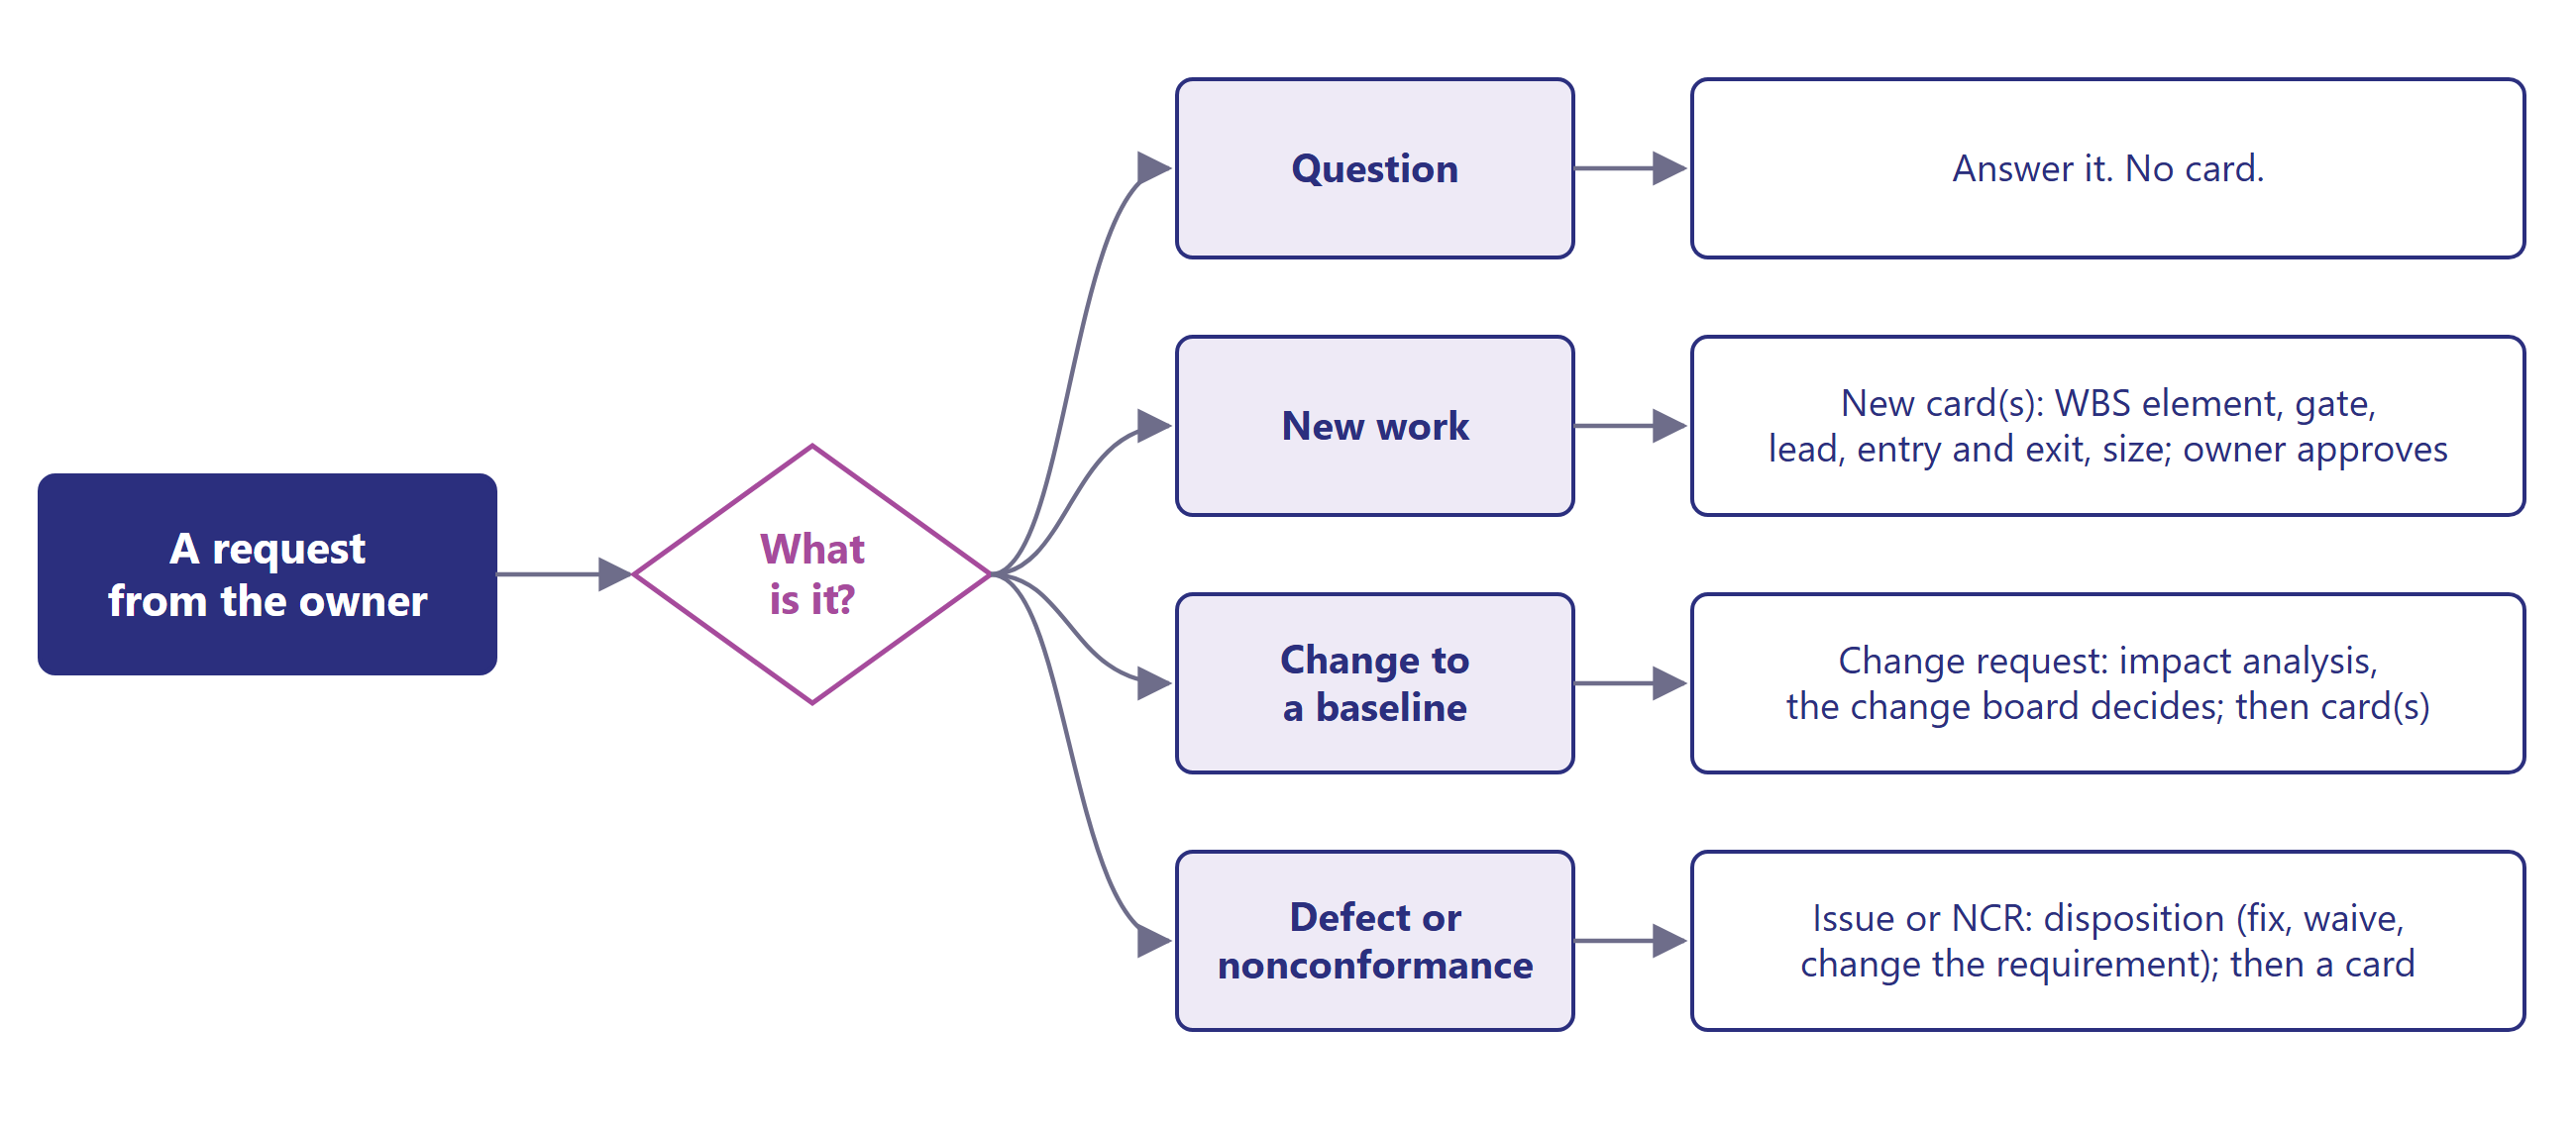 A request
from the owner
What
is it?
Question
Answer it. No card.
New work
New card(s): WBS element, gate,
lead, entry and exit, size; owner approves
Change to
a baseline
Change request: impact analysis,
the change board decides; then card(s)
Defect or
nonconformance
Issue or NCR: disposition (fix, waive,
change the requirement); then a card